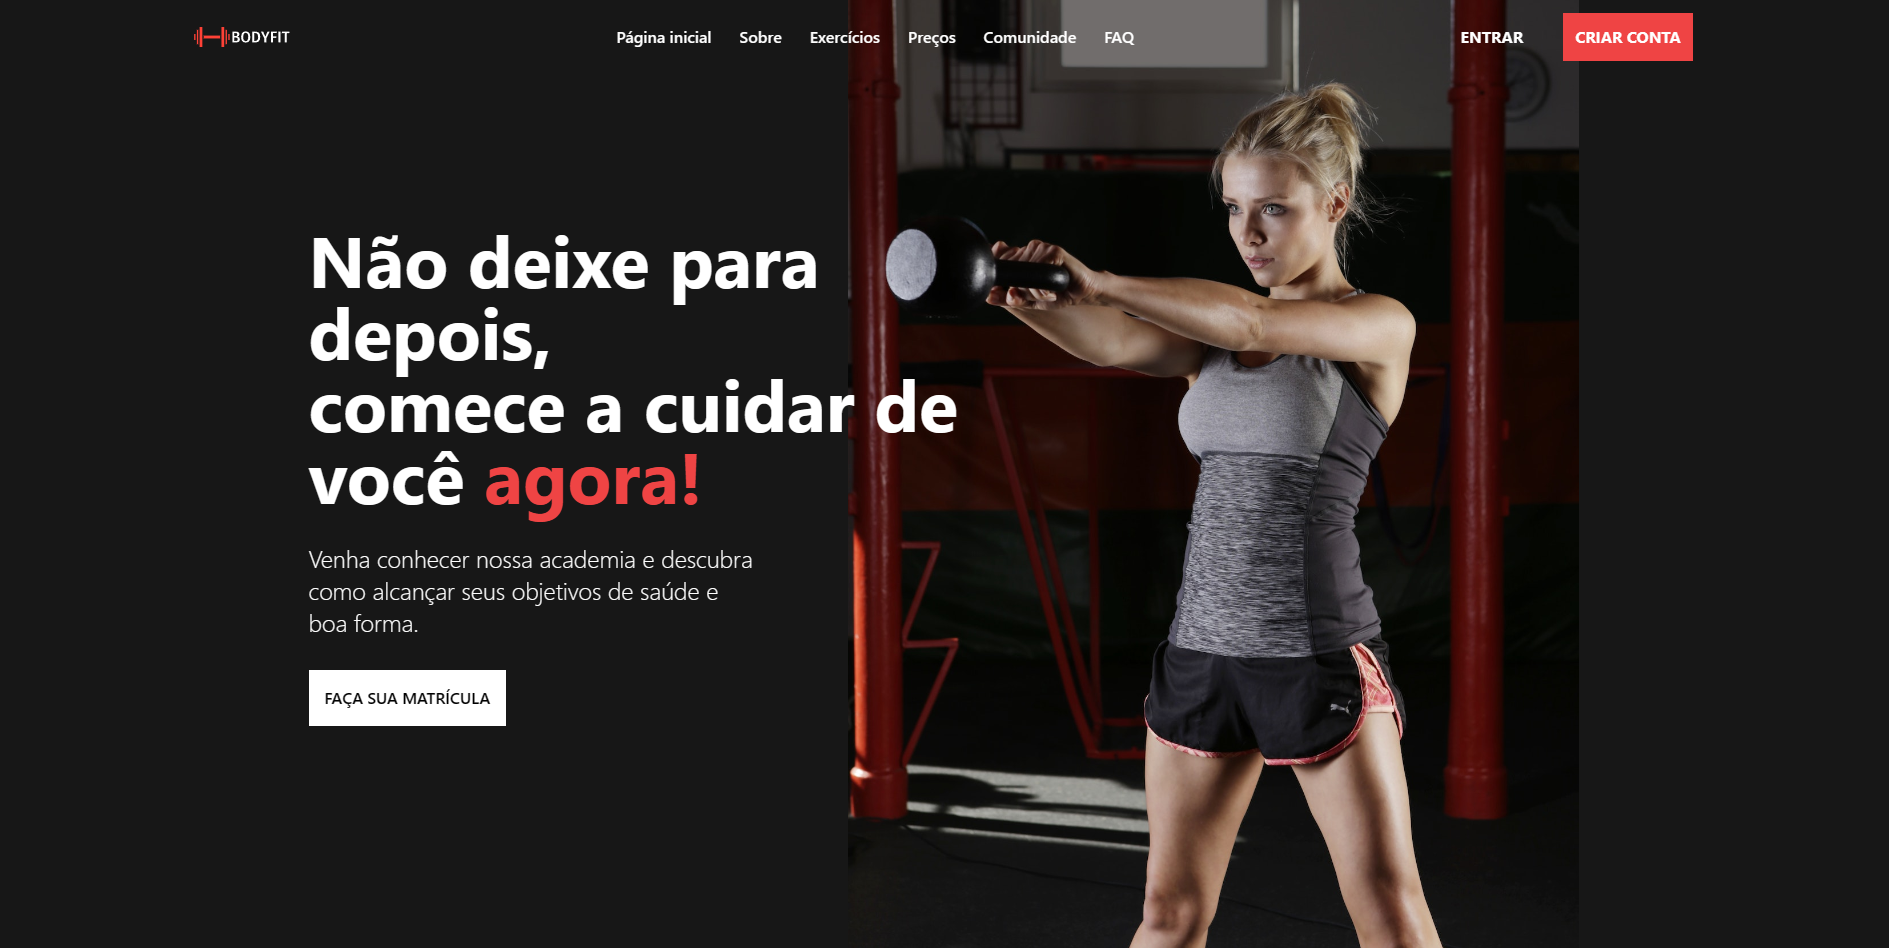 BODYFIT
Página inicial Sobre Exercícios Preços Comunidade FAQ
ENTRAR CRIAR CONTA
Não deixe para
depois,
comece a cuidar de
você agora!
Venha conhecer nossa academia e descubra
como alcançar seus objetivos de saúde e
boa forma.
FAÇA SUA MATRÍCULA